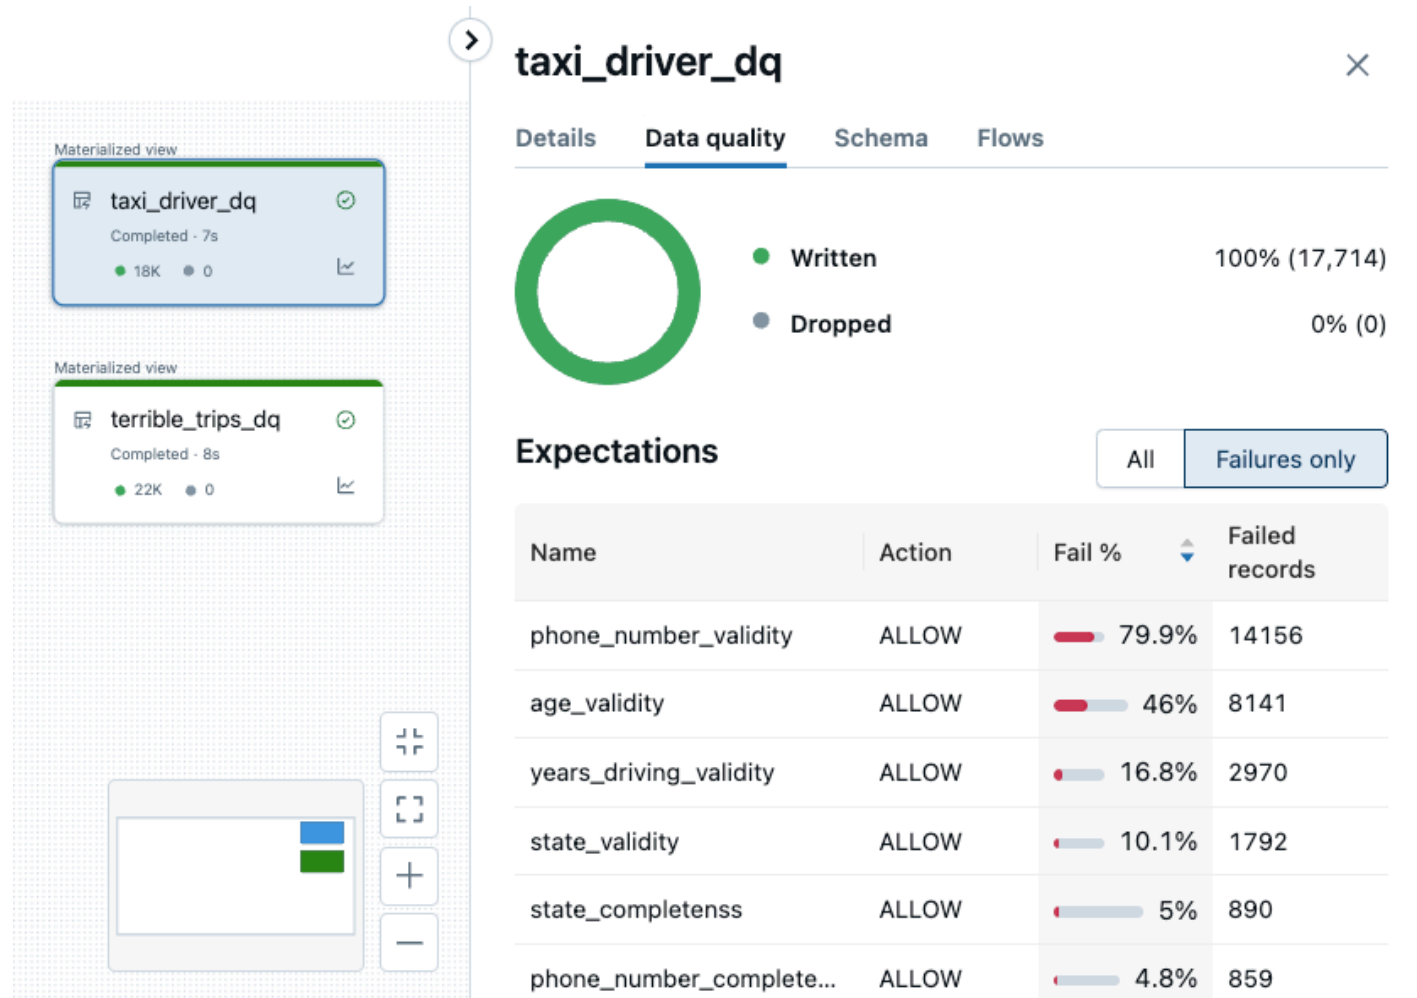 Materialized view
taxi_driver_dq
Completed · 7s
18K 0
Materialized view
terrible_trips_dq
Completed · 8s
22K 0
taxi_driver_dq
Details Data quality Schema Flows
Written 100% (17,714)
Dropped 0% (0)
Expectations All Failures only
Name Action Fail % Failed records
phone_number_validity ALLOW 79.9% 14156
age_validity ALLOW 46% 8141
years_driving_validity ALLOW 16.8% 2970
state_validity ALLOW 10.1% 1792
state_completenss ALLOW 5% 890
phone_number_complete... ALLOW 4.8% 859